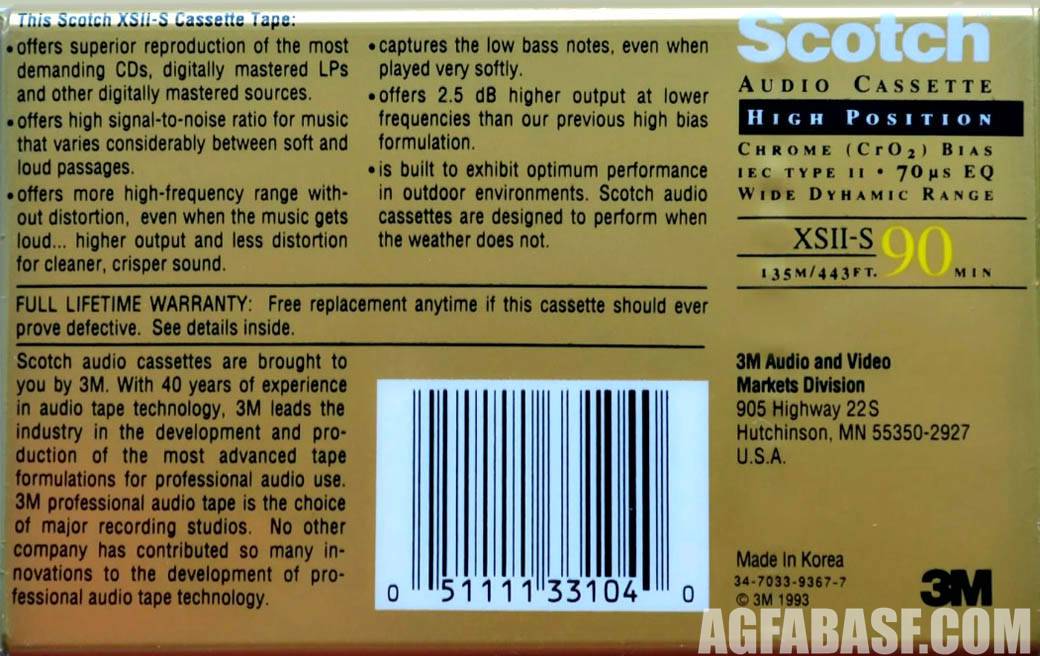 This Scotch XSII-S Cassette Tape:
• offers superior reproduction of the most
demanding CDs, digitally mastered LPs
and other digitally mastered sources.
• offers high signal-to-noise ratio for music
that varies considerably between soft and
loud passages.
• offers more high-frequency range with-
out distortion, even when the music gets
loud... higher output and less distortion
for cleaner, crisper sound.
• captures the low bass notes, even when
played very softly.
• offers 2.5 dB higher output at lower
frequencies than our previous high bias
formulation.
• is built to exhibit optimum performance
in outdoor environments. Scotch audio
cassettes are designed to perform when
the weather does not.
FULL LIFETIME WARRANTY: Free replacement anytime if this cassette should ever
prove defective. See details inside.
Scotch audio cassettes are brought to
you by 3M. With 40 years of experience
in audio tape technology, 3M leads the
industry in the development and pro-
duction of the most advanced tape
formulations for professional audio use.
3M professional audio tape is the choice
of major recording studios. No other
company has contributed so many in-
novations to the development of pro-
fessional audio tape technology.
0 51111 33104 0
Scotch
AUDIO CASSETTE
HIGH POSITION
CHROME (CrO2) BIAS
IEC TYPE II • 70 µS EQ
WIDE DYHAMIC RANGE
XSII-S 90
135M/443FT. MIN
3M Audio and Video
Markets Division
905 Highway 22S
Hutchinson, MN 55350-2927
U.S.A.
Made In Korea
34-7033-9367-7
© 3M 1993
3M
AGFABASF.COM